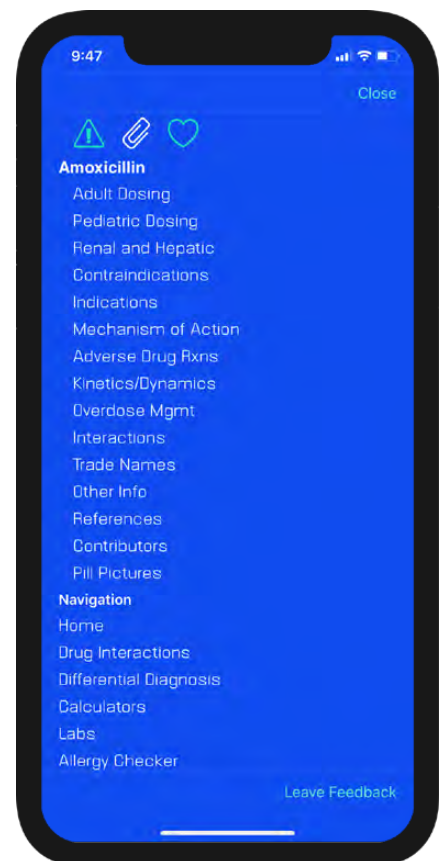 9:47
Close
Amoxicillin
Adult Dosing
Pediatric Dosing
Renal and Hepatic
Contraindications
Indications
Mechanism of Action
Adverse Drug Rxns
Kinetics/Dynamics
Overdose Mgmt
Interactions
Trade Names
Other Info
References
Contributors
Pill Pictures
Navigation
Home
Drug Interactions
Differential Diagnosis
Calculators
Labs
Allergy Checker
Leave Feedback